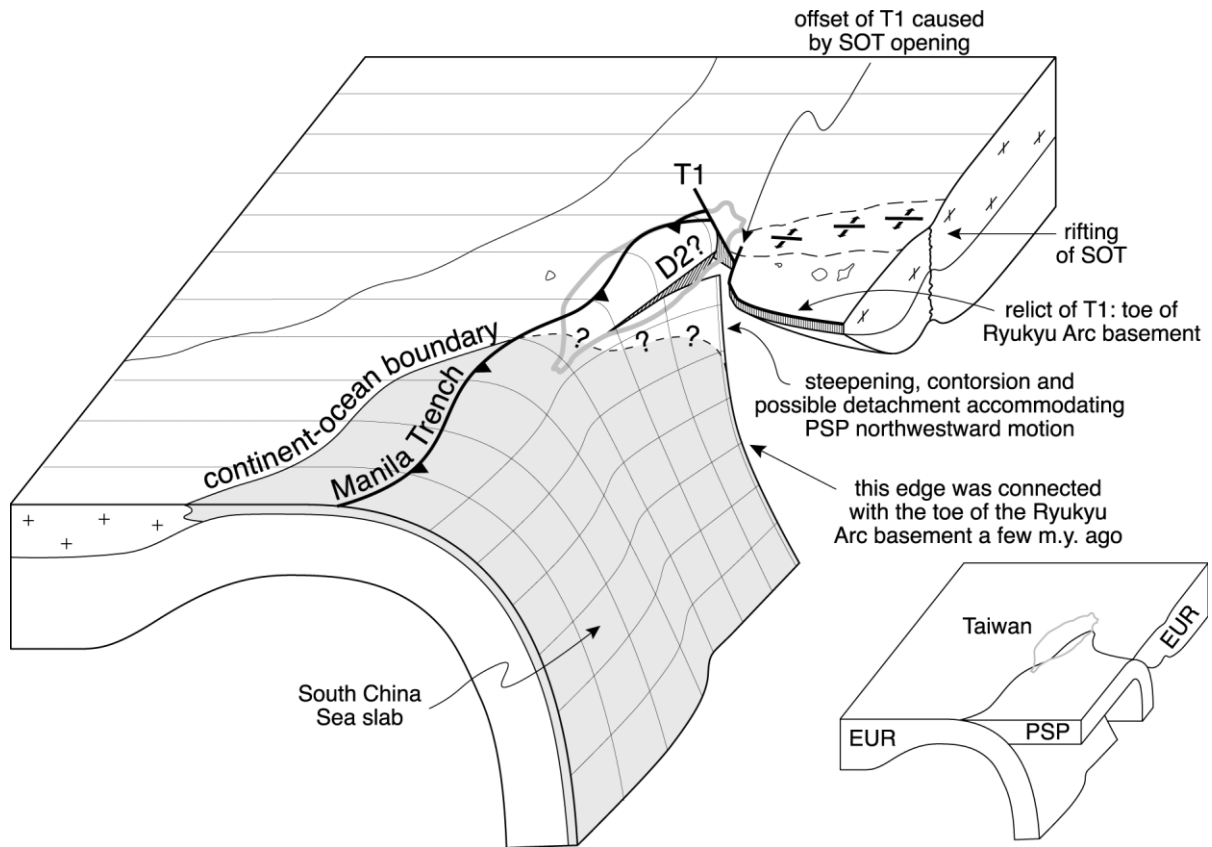 offset of T1 caused
by SOT opening
T1
D2?
rifting
of SOT
relict of T1: toe of
Ryukyu Arc basement
continent-ocean boundary
? ? ?
Manila Trench
steepening, contorsion and
possible detachment accommodating
PSP northwestward motion
this edge was connected
with the toe of the Ryukyu
Arc basement a few m.y. ago
South China
Sea slab
Taiwan
EUR
EUR
PSP